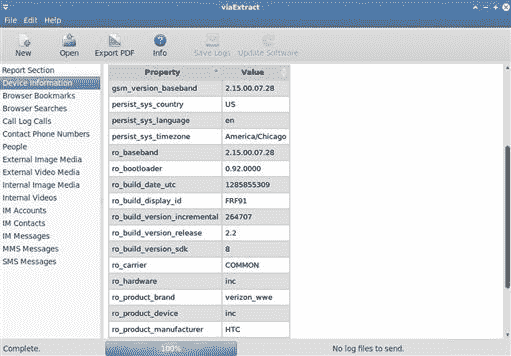 viaExtract
File Edit Help
New Open Export PDF Info Save Logs Update Software
Report Section
Device Information
Browser Bookmarks
Browser Searches
Call Log Calls
Contact Phone Numbers
People
External Image Media
External Video Media
Internal Image Media
Internal Videos
IM Accounts
IM Contacts
IM Messages
MMS Messages
SMS Messages
Property Value
gsm_version_baseband 2.15.00.07.28
persist_sys_country US
persist_sys_language en
persist_sys_timezone America/Chicago
ro_baseband 2.15.00.07.28
ro_bootloader 0.92.0000
ro_build_date_utc 1285855309
ro_build_display_id FRF91
ro_build_version_incremental 264707
ro_build_version_release 2.2
ro_build_version_sdk 8
ro_carrier COMMON
ro_hardware inc
ro_product_brand verizon_wwe
ro_product_device inc
ro_product_manufacturer HTC
Complete. 100% No log files to send.